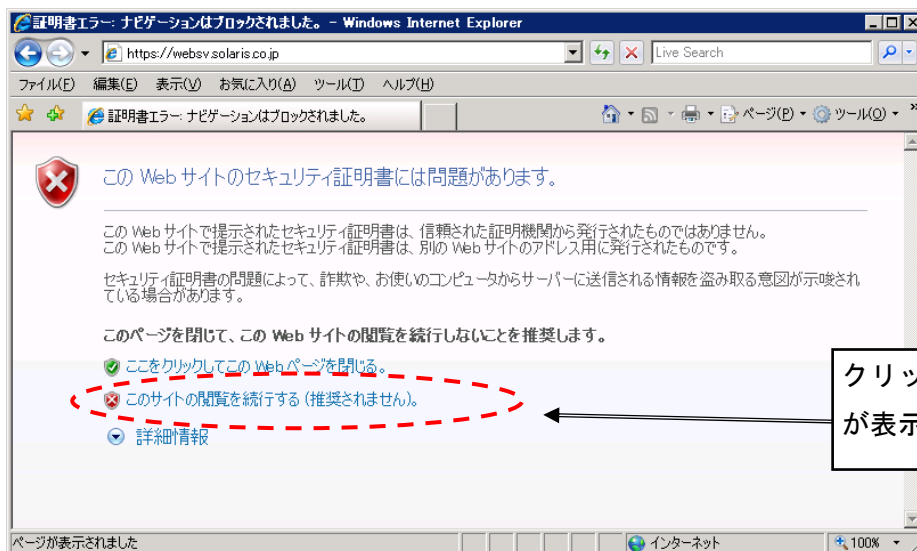 証明書エラー: ナビゲーションはブロックされました。 - Windows Internet Explorer
https://websv.solaris.co.jp
Live Search
ファイル(F) 編集(E) 表示(V) お気に入り(A) ツール(T) ヘルプ(H)
証明書エラー: ナビゲーションはブロックされました。
ページ(P) ツール(O) »
この Web サイトのセキュリティ証明書には問題があります。
この Web サイトで提示されたセキュリティ証明書は、信頼された証明機関から発行されたものではありません。
この Web サイトで提示されたセキュリティ証明書は、別の Web サイトのアドレス用に発行されたものです。
セキュリティ証明書の問題によって、詐欺や、お使いのコンピュータからサーバーに送信される情報を盗み取る意図が示唆され
ている場合があります。
このページを閉じて、この Web サイトの閲覧を続行しないことを推奨します。
ここをクリックしてこの Web ページを閉じる。
このサイトの閲覧を続行する (推奨されません)。
詳細情報
クリッ
が表示
ページが表示されました
インターネット
100%